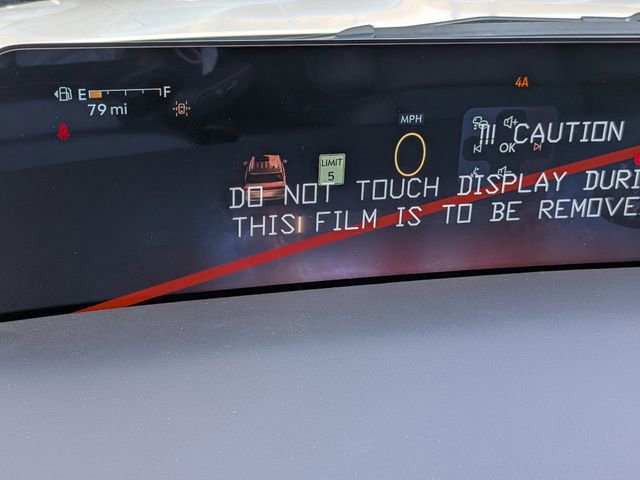 4A
E F
79 mi
MPH
0
!!! CAUTION
OK
LIMIT
5
DO NOT TOUCH DISPLAY DURI
THIS FILM IS TO BE REMOVE